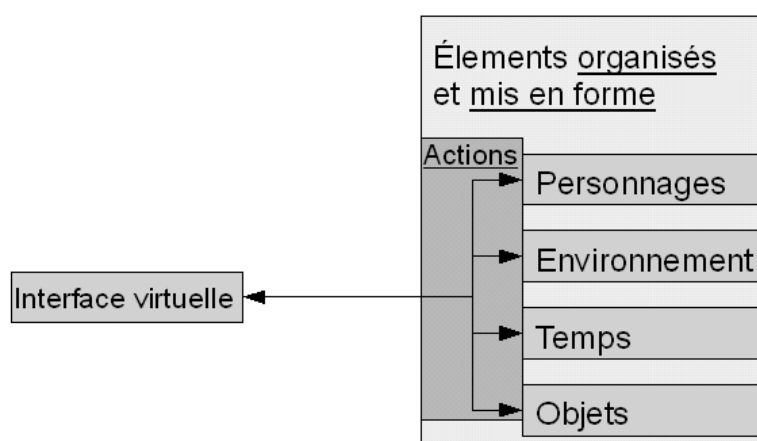 Élements organisés
et mis en forme
Actions
Personnages
Environnement
Interface virtuelle
Temps
Objets